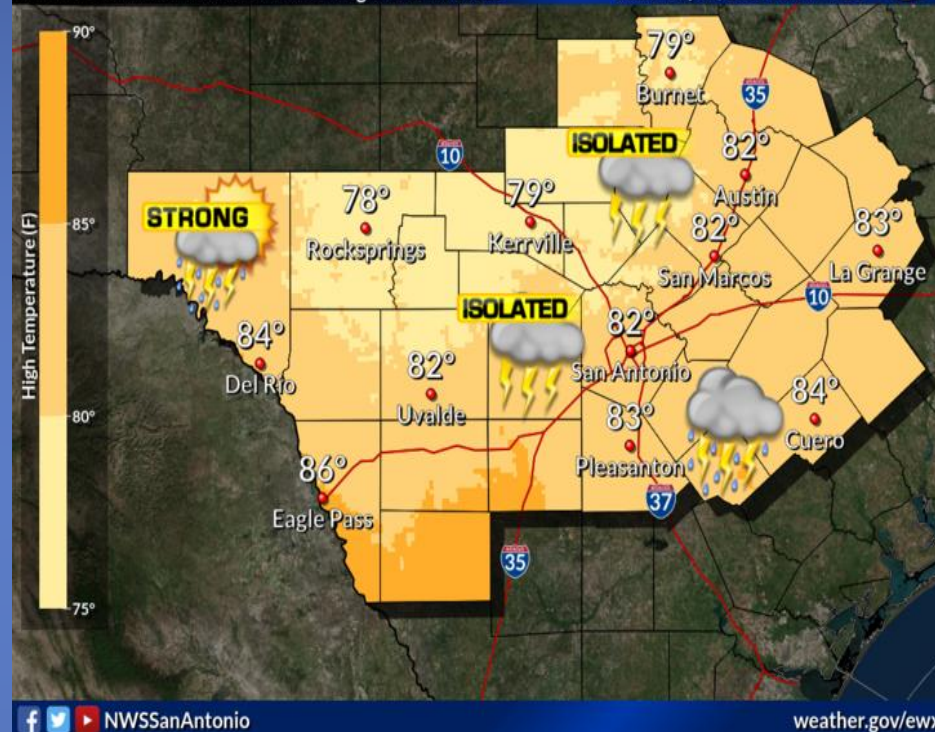 90°
85°
80°
75°
High Temperature (F)
79°
Burnet
35
ISOLATED
10
82°
Austin
STRONG
78°
Rocksprings
79°
Kerrville
82°
San Marcos
83°
La Grange
10
ISOLATED
84°
Del Rio
82°
Uvalde
82°
San Antonio
84°
Cuero
83°
Pleasanton
86°
Eagle Pass
37
35
NWSSanAntonio
weather.gov/ewx